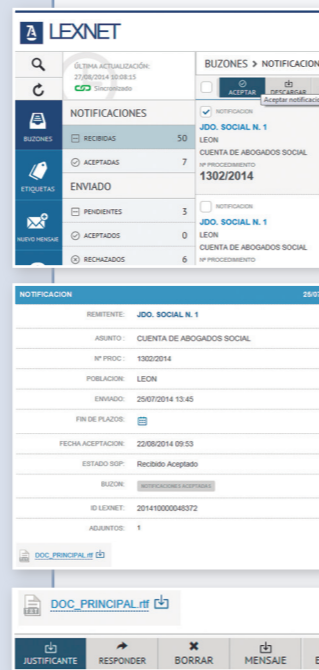 LEXNET
ÚLTIMA ACTUALIZACIÓN:
27/08/2014 10:08:15
Sincronizado
BUZONES > NOTIFICACION
ACEPTAR
DESCARGAR
Aceptar notificacio
BUZONES
ETIQUETAS
NUEVO MENSAJE
NOTIFICACIONES
RECIBIDAS 50
ACEPTADAS 7
ENVIADO
PENDIENTES 3
ACEPTADOS 0
RECHAZADOS 6
NOTIFICACIÓN
JDO. SOCIAL N. 1
LEON
CUENTA DE ABOGADOS SOCIAL
Nº PROCEDIMIENTO
1302/2014
NOTIFICACIÓN
JDO. SOCIAL N. 1
LEON
CUENTA DE ABOGADOS SOCIAL
Nº PROCEDIMIENTO
NOTIFICACIÓN 25/07
REMITENTE: JDO. SOCIAL N. 1
ASUNTO: CUENTA DE ABOGADOS SOCIAL
Nº PROC: 1302/2014
POBLACION: LEON
ENVIADO: 25/07/2014 13:45
FIN DE PLAZOS:
FECHA ACEPTACION: 22/08/2014 09:53
ESTADO SGP: Recibido Aceptado
BUZON: NOTIFICACIONES ACEPTADAS
ID LEXNET: 201410000048372
ADJUNTOS: 1
DOC_PRINCIPAL.rtf
DOC_PRINCIPAL.rtf
JUSTIFICANTE
RESPONDER
BORRAR
MENSAJE
E